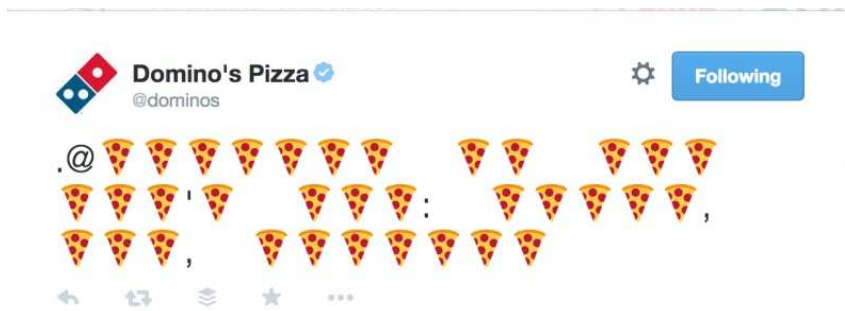 Domino's Pizza
@dominos
Following
.@🍕🍕🍕🍕🍕🍕🍕 🍕🍕 🍕🍕🍕
🍕🍕🍕'🍕 🍕🍕🍕: 🍕🍕🍕🍕🍕,
🍕🍕🍕, 🍕🍕🍕🍕🍕🍕🍕